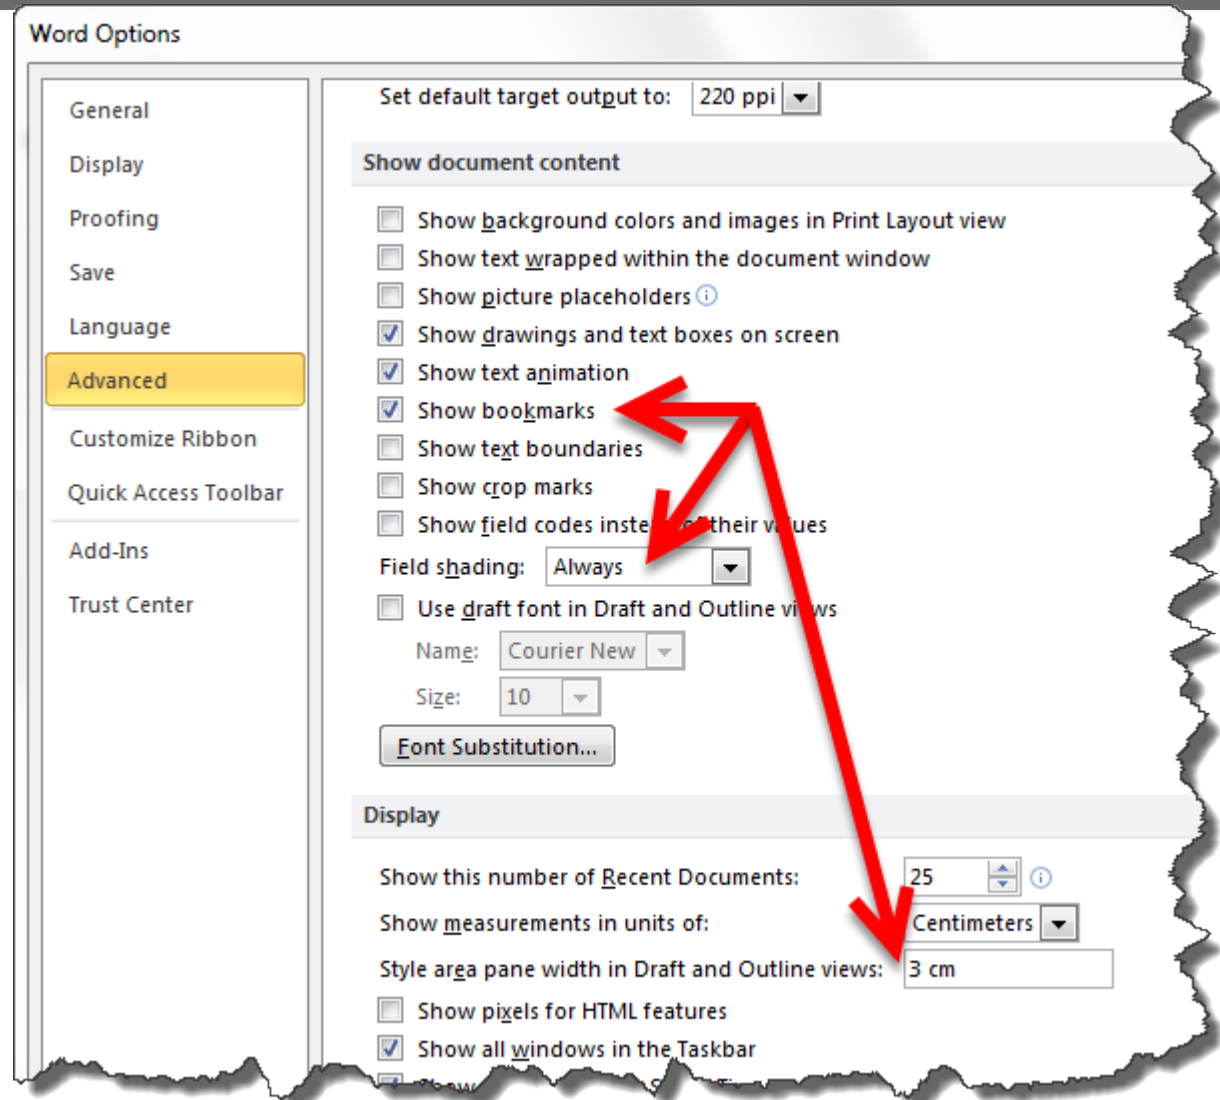 Word Options
General
Display
Proofing
Save
Language
Advanced
Customize Ribbon
Quick Access Toolbar
Add-Ins
Trust Center
Set default target output to: 220 ppi
Show document content
Show background colors and images in Print Layout view
Show text wrapped within the document window
Show picture placeholders
Show drawings and text boxes on screen
Show text animation
Show bookmarks
Show text boundaries
Show crop marks
Show field codes instead of their values
Field shading: Always
Use draft font in Draft and Outline views
Name: Courier New
Size: 10
Font Substitution...
Display
Show this number of Recent Documents: 25
Show measurements in units of: Centimeters
Style area pane width in Draft and Outline views: 3 cm
Show pixels for HTML features
Show all windows in the Taskbar
Show